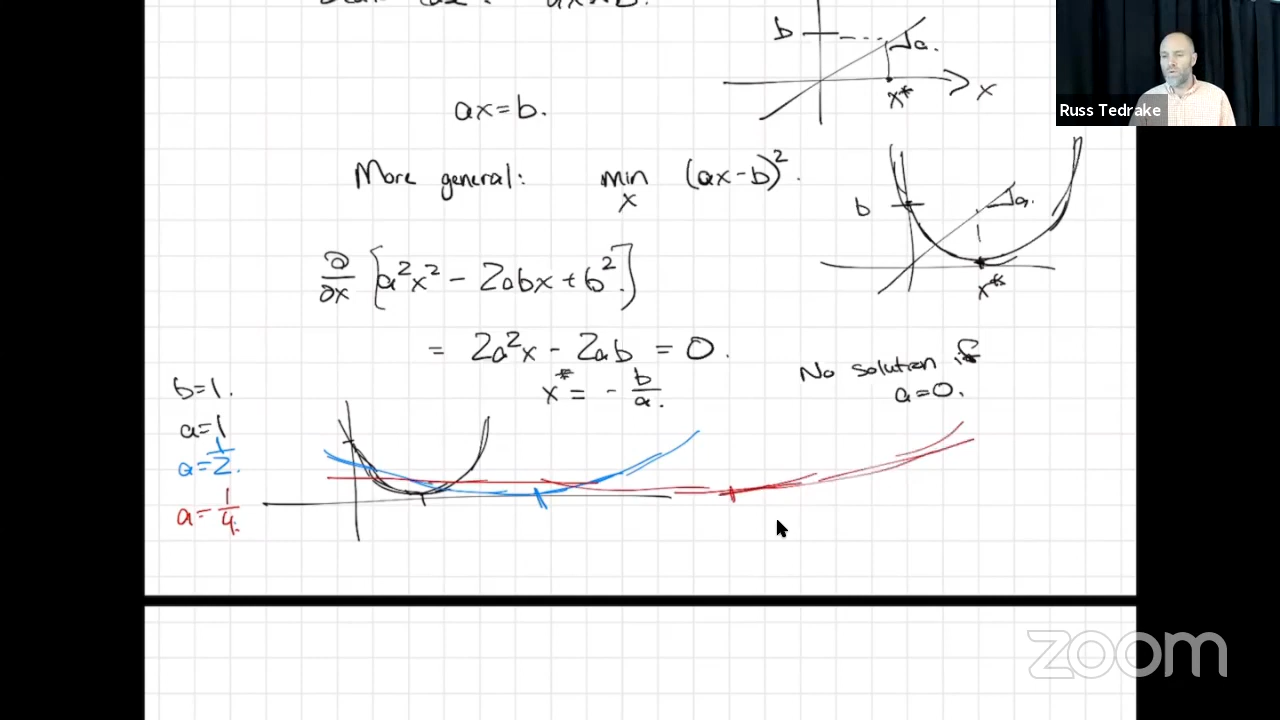 ax=b.
b
a.
x*
x
Russ Tedrake
ax=b.
More general: min (ax-b)².
x
b
a.
x*
∂/∂x [a²x² - 2abx + b².]
= 2a²x - 2ab = 0.
x* = - b/a.
No solution if
a=0.
b=1.
a=1
a=1/2.
a=1/4.
zoom